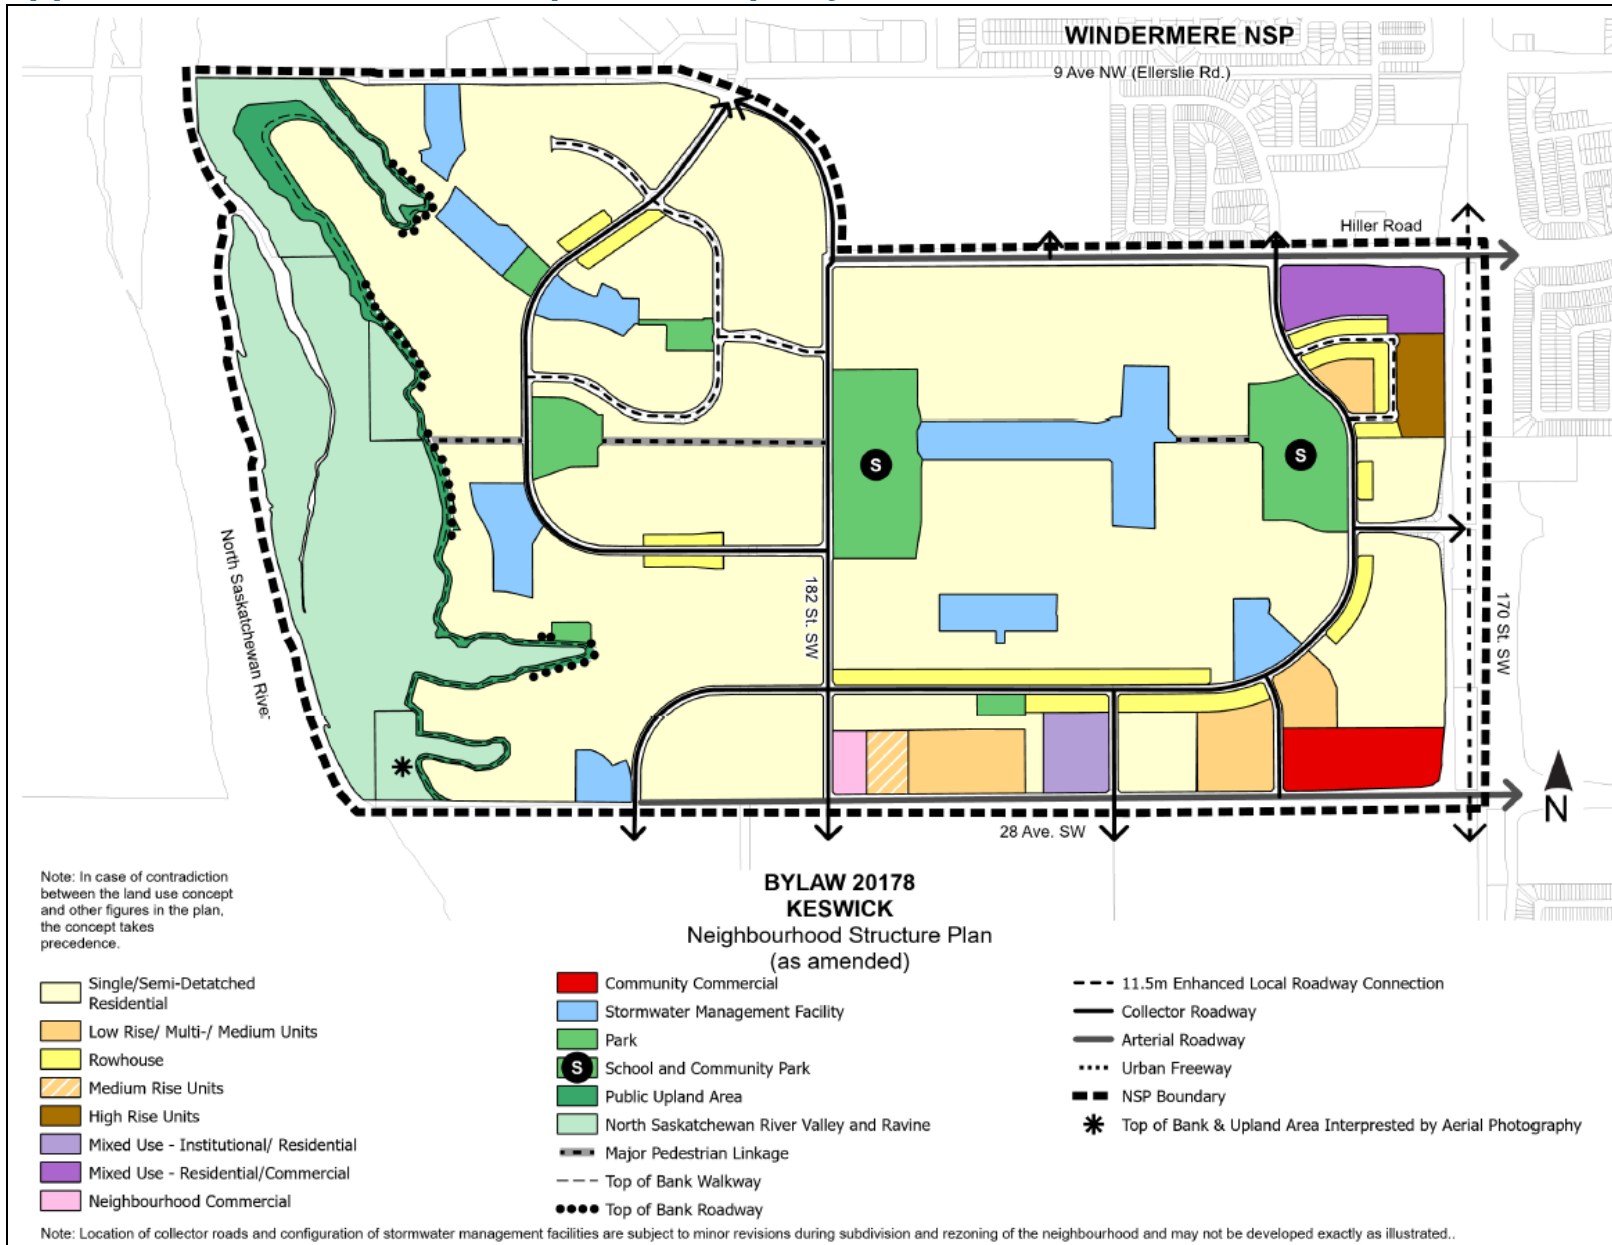 WINDERMERE NSP
9 Ave NW (Ellerslie Rd.)
Hiller Road
North Saskatchewan River
182 St. SW
170 St. SW
S
S
28 Ave. SW
N
Note: In case of contradiction
between the land use concept
and other figures in the plan,
the concept takes
precedence.
BYLAW 20178
KESWICK
Neighbourhood Structure Plan
(as amended)
Single/Semi-Detatched
Residential
Low Rise/ Multi-/ Medium Units
Rowhouse
Medium Rise Units
High Rise Units
Mixed Use - Institutional/ Residential
Mixed Use - Residential/Commercial
Neighbourhood Commercial
Community Commercial
Stormwater Management Facility
Park
S School and Community Park
Public Upland Area
North Saskatchewan River Valley and Ravine
Major Pedestrian Linkage
Top of Bank Walkway
Top of Bank Roadway
11.5m Enhanced Local Roadway Connection
Collector Roadway
Arterial Roadway
Urban Freeway
NSP Boundary
Top of Bank & Upland Area Interprested by Aerial Photography
Note: Location of collector roads and configuration of stormwater management facilities are subject to minor revisions during subdivision and rezoning of the neighbourhood and may not be developed exactly as illustrated..